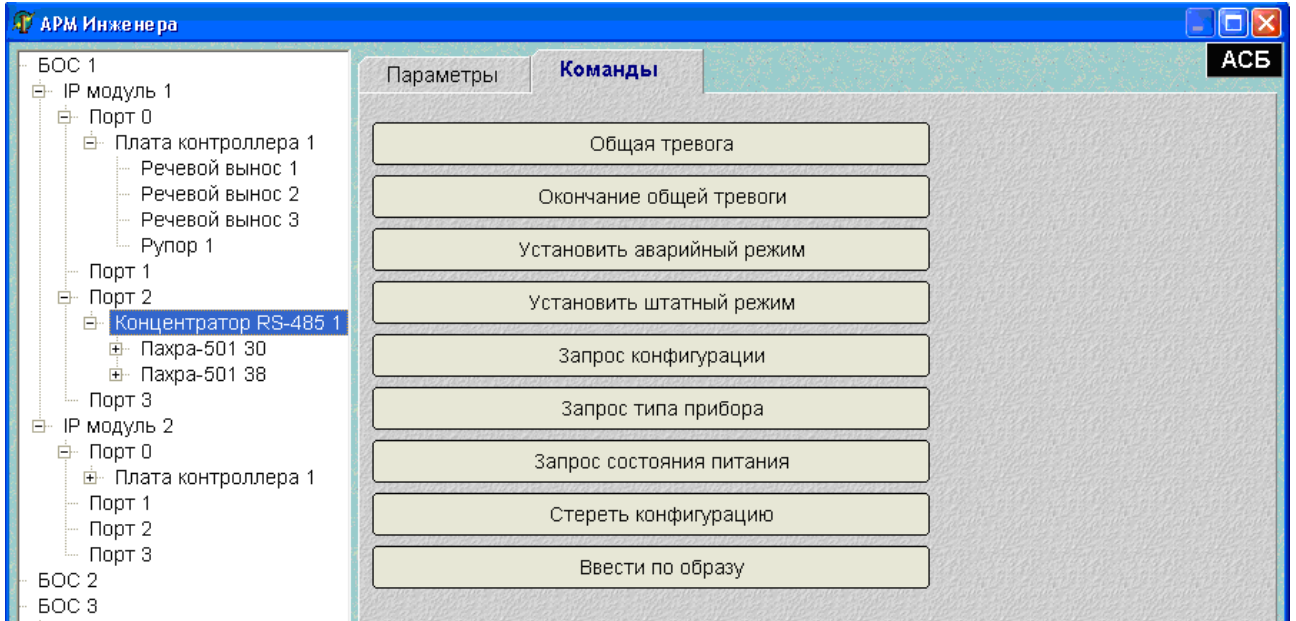 АРМ Инженера
АСБ
БОС 1
IP модуль 1
Порт 0
Плата контроллера 1
Речевой вынос 1
Речевой вынос 2
Речевой вынос 3
Рупор 1
Порт 1
Порт 2
Концентратор RS-485 1
Пахра-501 30
Пахра-501 38
Порт 3
IP модуль 2
Порт 0
Плата контроллера 1
Порт 1
Порт 2
Порт 3
БОС 2
БОС 3
Параметры Команды
Общая тревога
Окончание общей тревоги
Установить аварийный режим
Установить штатный режим
Запрос конфигурации
Запрос типа прибора
Запрос состояния питания
Стереть конфигурацию
Ввести по образу